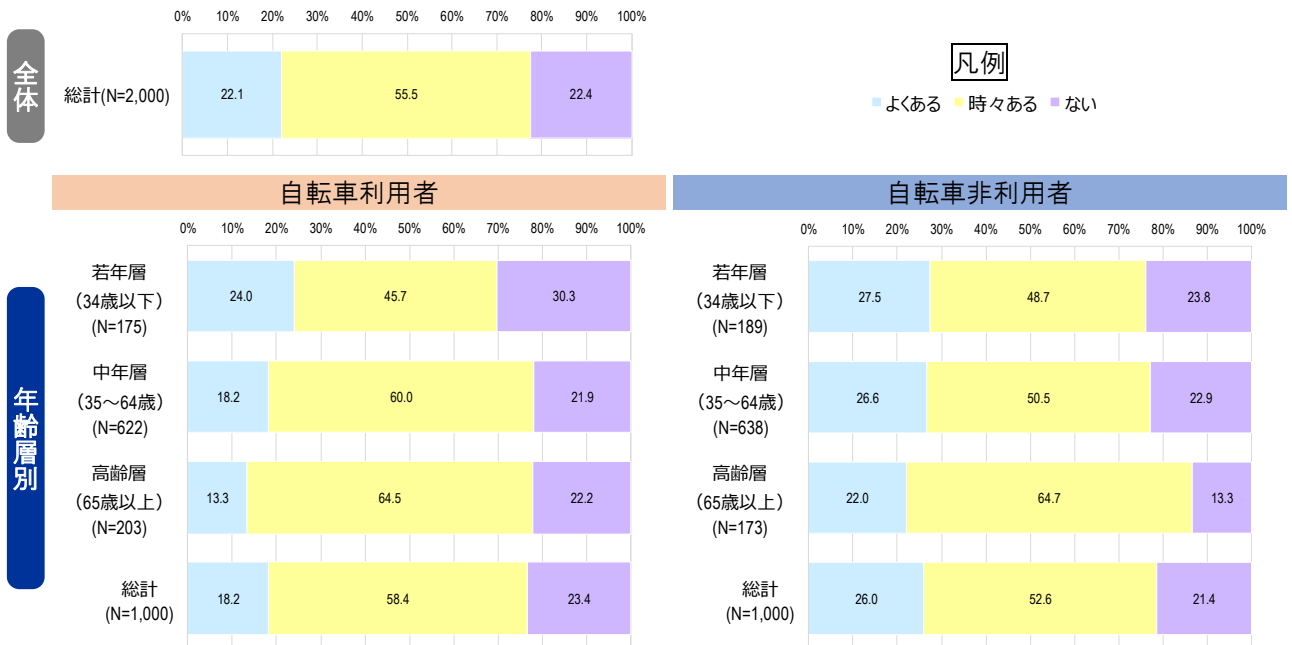 0% 10% 20% 30% 40% 50% 60% 70% 80% 90% 100%
全体
総計(N=2,000)
22.1 55.5 22.4
凡例
よくある 時々ある ない
自転車利用者
自転車非利用者
年齢層別
0% 10% 20% 30% 40% 50% 60% 70% 80% 90% 100%
若年層
(34歳以下)
(N=175)
24.0 45.7 30.3
中年層
(35～64歳)
(N=622)
18.2 60.0 21.9
高齢層
(65歳以上)
(N=203)
13.3 64.5 22.2
総計
(N=1,000)
18.2 58.4 23.4
0% 10% 20% 30% 40% 50% 60% 70% 80% 90% 100%
若年層
(34歳以下)
(N=189)
27.5 48.7 23.8
中年層
(35～64歳)
(N=638)
26.6 50.5 22.9
高齢層
(65歳以上)
(N=173)
22.0 64.7 13.3
総計
(N=1,000)
26.0 52.6 21.4